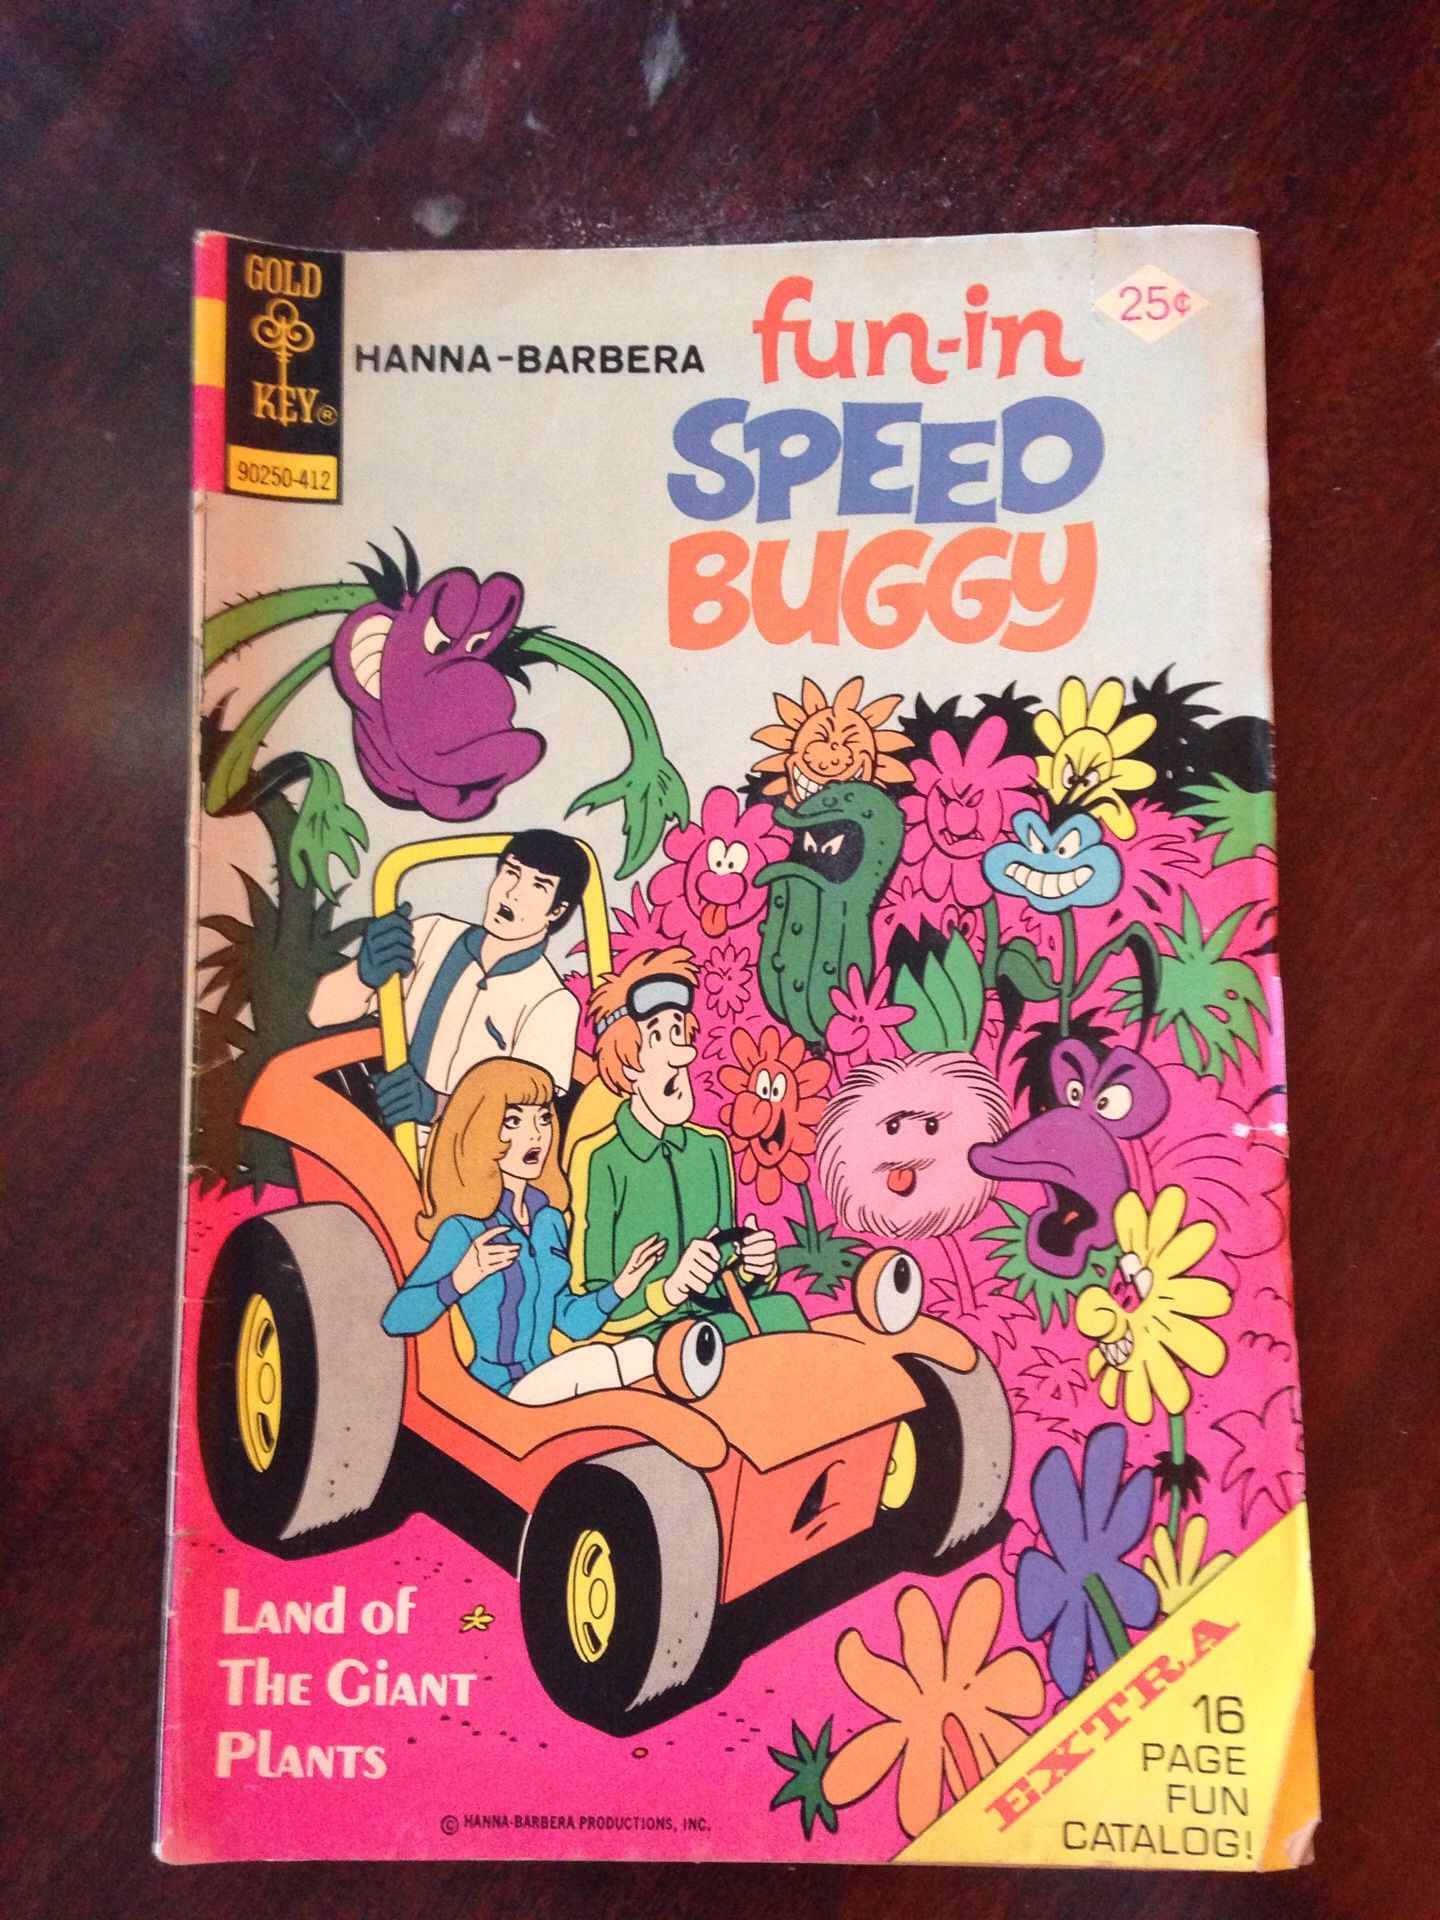 GOLD
KEY®
90250-412
HANNA-BARBERA
fun-in
25¢
SPEED
BUGGY
LAND of
THE GIANT
PLANTS
© HANNA-BARBERA PRODUCTIONS, INC.
EXTRA
16
PAGE
FUN
CATALOG!